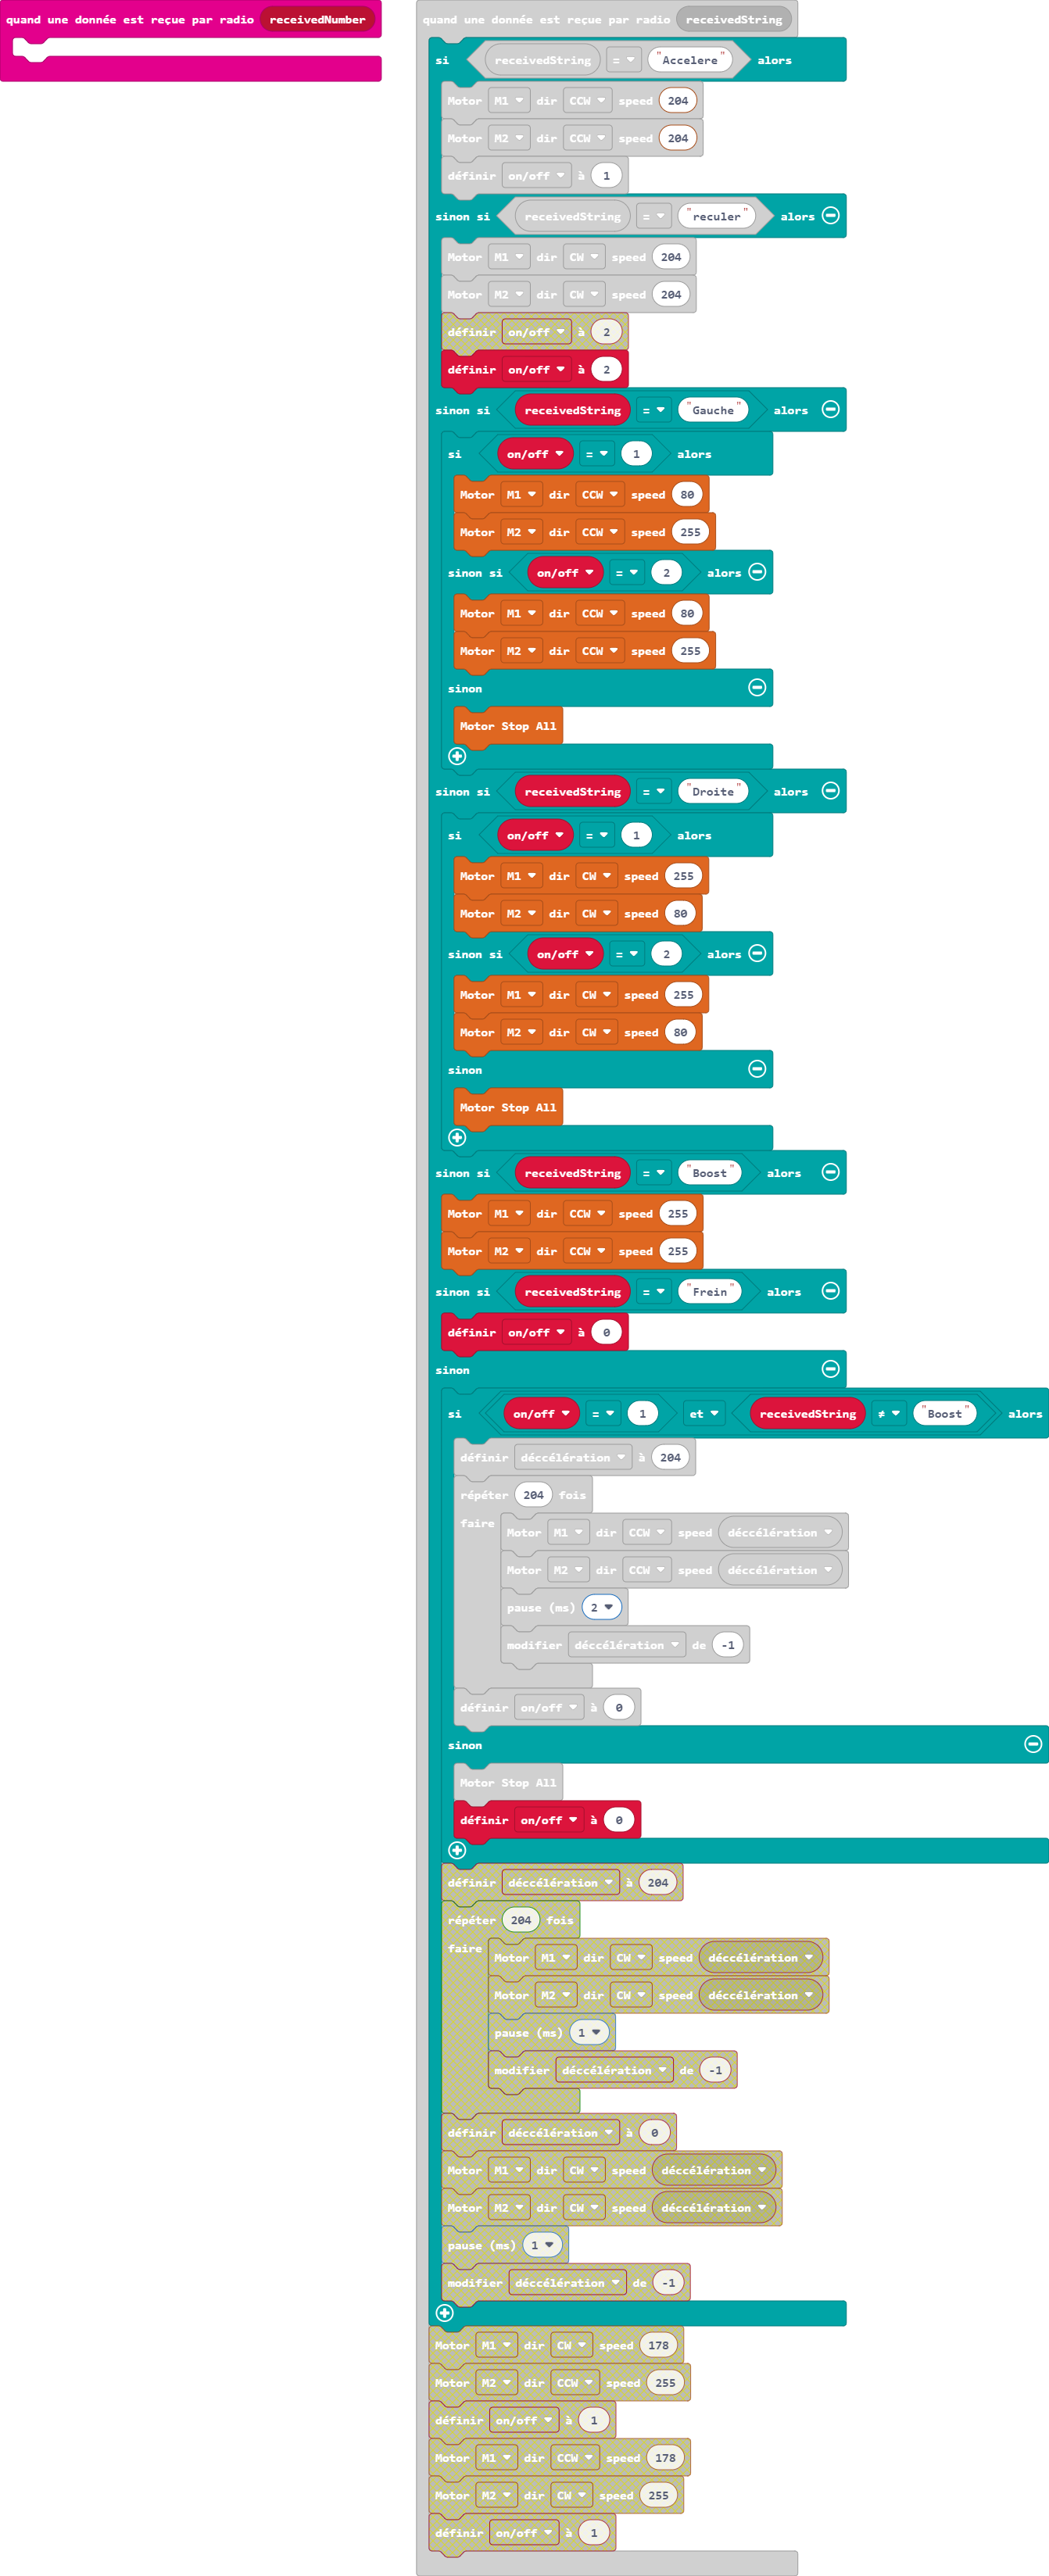 quand une donnée est reçue par radio receivedNumber
quand une donnée est reçue par radio receivedString
si receivedString = "Accelere" alors
Motor M1 dir CCW speed 204
Motor M2 dir CCW speed 204
définir on/off à 1
sinon si receivedString = "reculer" alors
Motor M1 dir CW speed 204
Motor M2 dir CW speed 204
définir on/off à 2
définir on/off à 2
sinon si receivedString = "Gauche" alors
si on/off = 1 alors
Motor M1 dir CCW speed 80
Motor M2 dir CCW speed 255
sinon si on/off = 2 alors
Motor M1 dir CCW speed 80
Motor M2 dir CCW speed 255
sinon
Motor Stop All
sinon si receivedString = "Droite" alors
si on/off = 1 alors
Motor M1 dir CW speed 255
Motor M2 dir CW speed 80
sinon si on/off = 2 alors
Motor M1 dir CW speed 255
Motor M2 dir CW speed 80
sinon
Motor Stop All
sinon si receivedString = "Boost" alors
Motor M1 dir CCW speed 255
Motor M2 dir CCW speed 255
sinon si receivedString = "Frein" alors
définir on/off à 0
sinon
si on/off = 1 et receivedString ≠ "Boost" alors
définir déccélération à 204
répéter 204 fois
faire Motor M1 dir CCW speed déccélération
Motor M2 dir CCW speed déccélération
pause (ms) 2
modifier déccélération de -1
définir on/off à 0
sinon
Motor Stop All
définir on/off à 0
définir déccélération à 204
répéter 204 fois
faire Motor M1 dir CW speed déccélération
Motor M2 dir CW speed déccélération
pause (ms) 1
modifier déccélération de -1
définir déccélération à 0
Motor M1 dir CW speed déccélération
Motor M2 dir CW speed déccélération
pause (ms) 1
modifier déccélération de -1
Motor M1 dir CW speed 178
Motor M2 dir CCW speed 255
définir on/off à 1
Motor M1 dir CCW speed 178
Motor M2 dir CW speed 255
définir on/off à 1